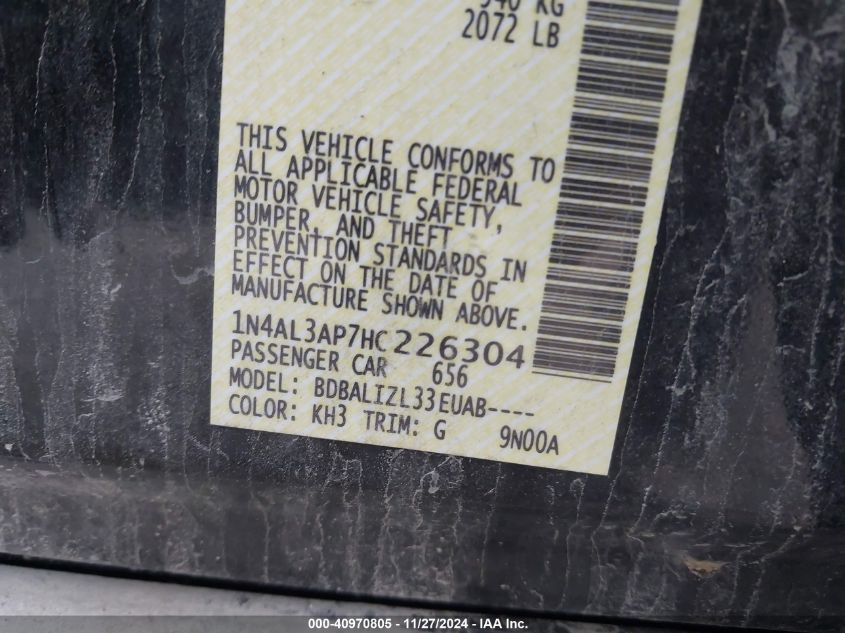 KG
2072 LB
THIS VEHICLE CONFORMS TO
ALL APPLICABLE FEDERAL
MOTOR VEHICLE SAFETY,
BUMPER, AND THEFT
PREVENTION STANDARDS IN
EFFECT ON THE DATE OF
MANUFACTURE SHOWN ABOVE.
1N4AL3AP7HC226304
PASSENGER CAR 656
MODEL: BDBALIZL33EUAB----
COLOR: KH3 TRIM: G 9N00A
000-40970805 - 11/27/2024 - IAA Inc.